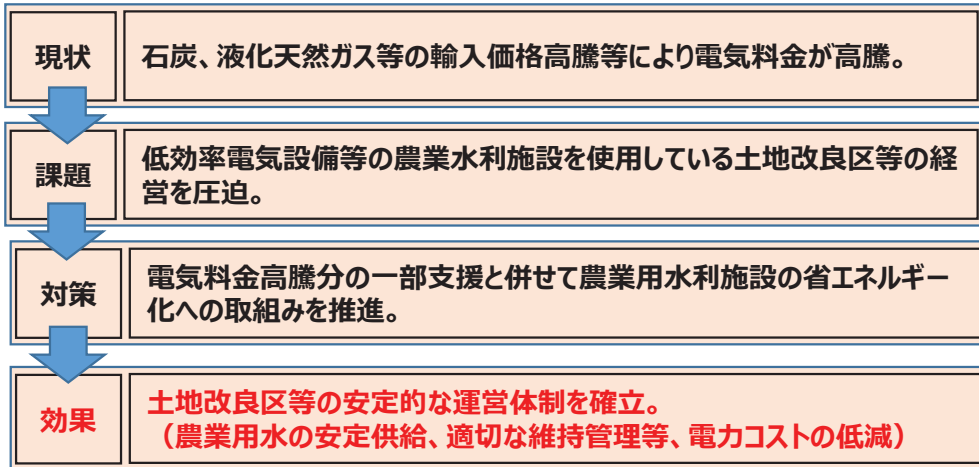 現状
石炭、液化天然ガス等の輸入価格高騰等により電気料金が高騰。
課題
低効率電気設備等の農業水利施設を使用している土地改良区等の経
営を圧迫。
対策
電気料金高騰分の一部支援と併せて農業用水利施設の省エネルギー
化への取組みを推進。
効果
土地改良区等の安定的な運営体制を確立。
（農業用水の安定供給、適切な維持管理等、電力コストの低減）